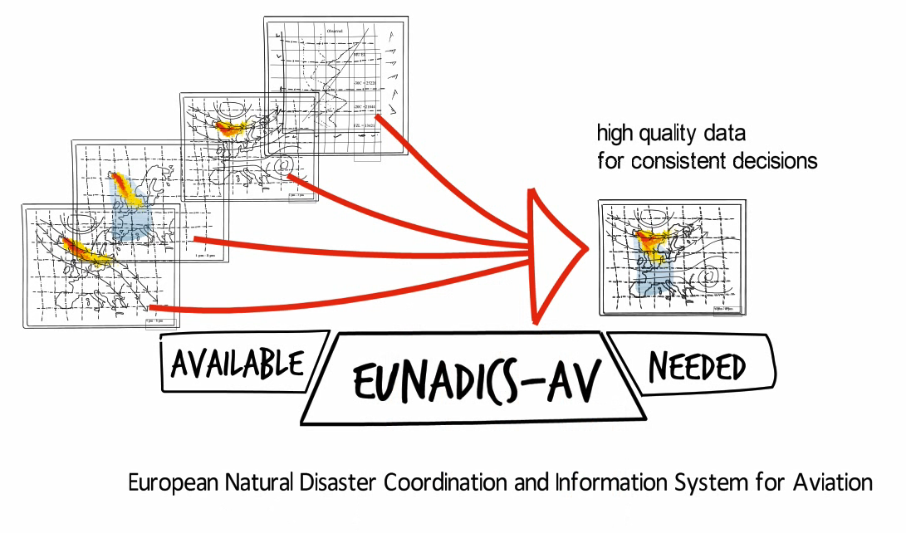 high quality data
for consistent decisions
AVAILABLE
EUNADICS-AV
NEEDED
European Natural Disaster Coordination and Information System for Aviation